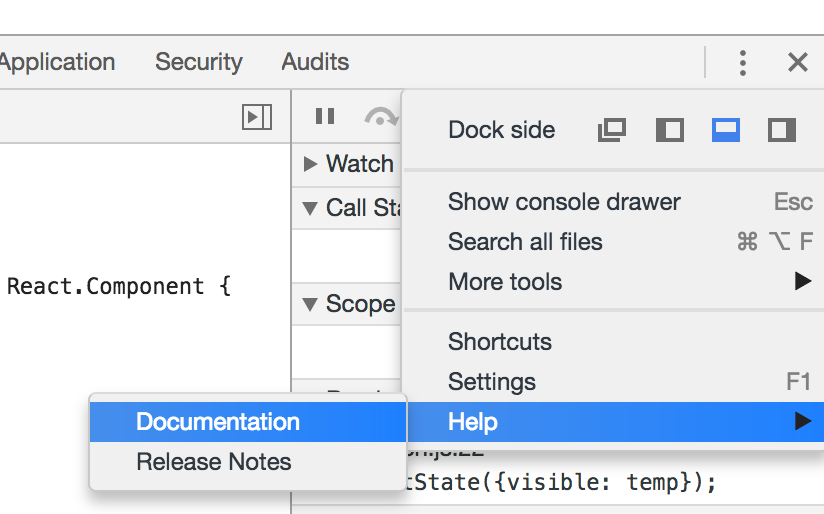 Application Security Audits
Dock side
Watch
Call Sta
Show console drawer Esc
Search all files ⌘ ⌥ F
React.Component {
More tools
Scope
Shortcuts
Settings F1
Documentation
Help
Release Notes
tState({visible: temp});